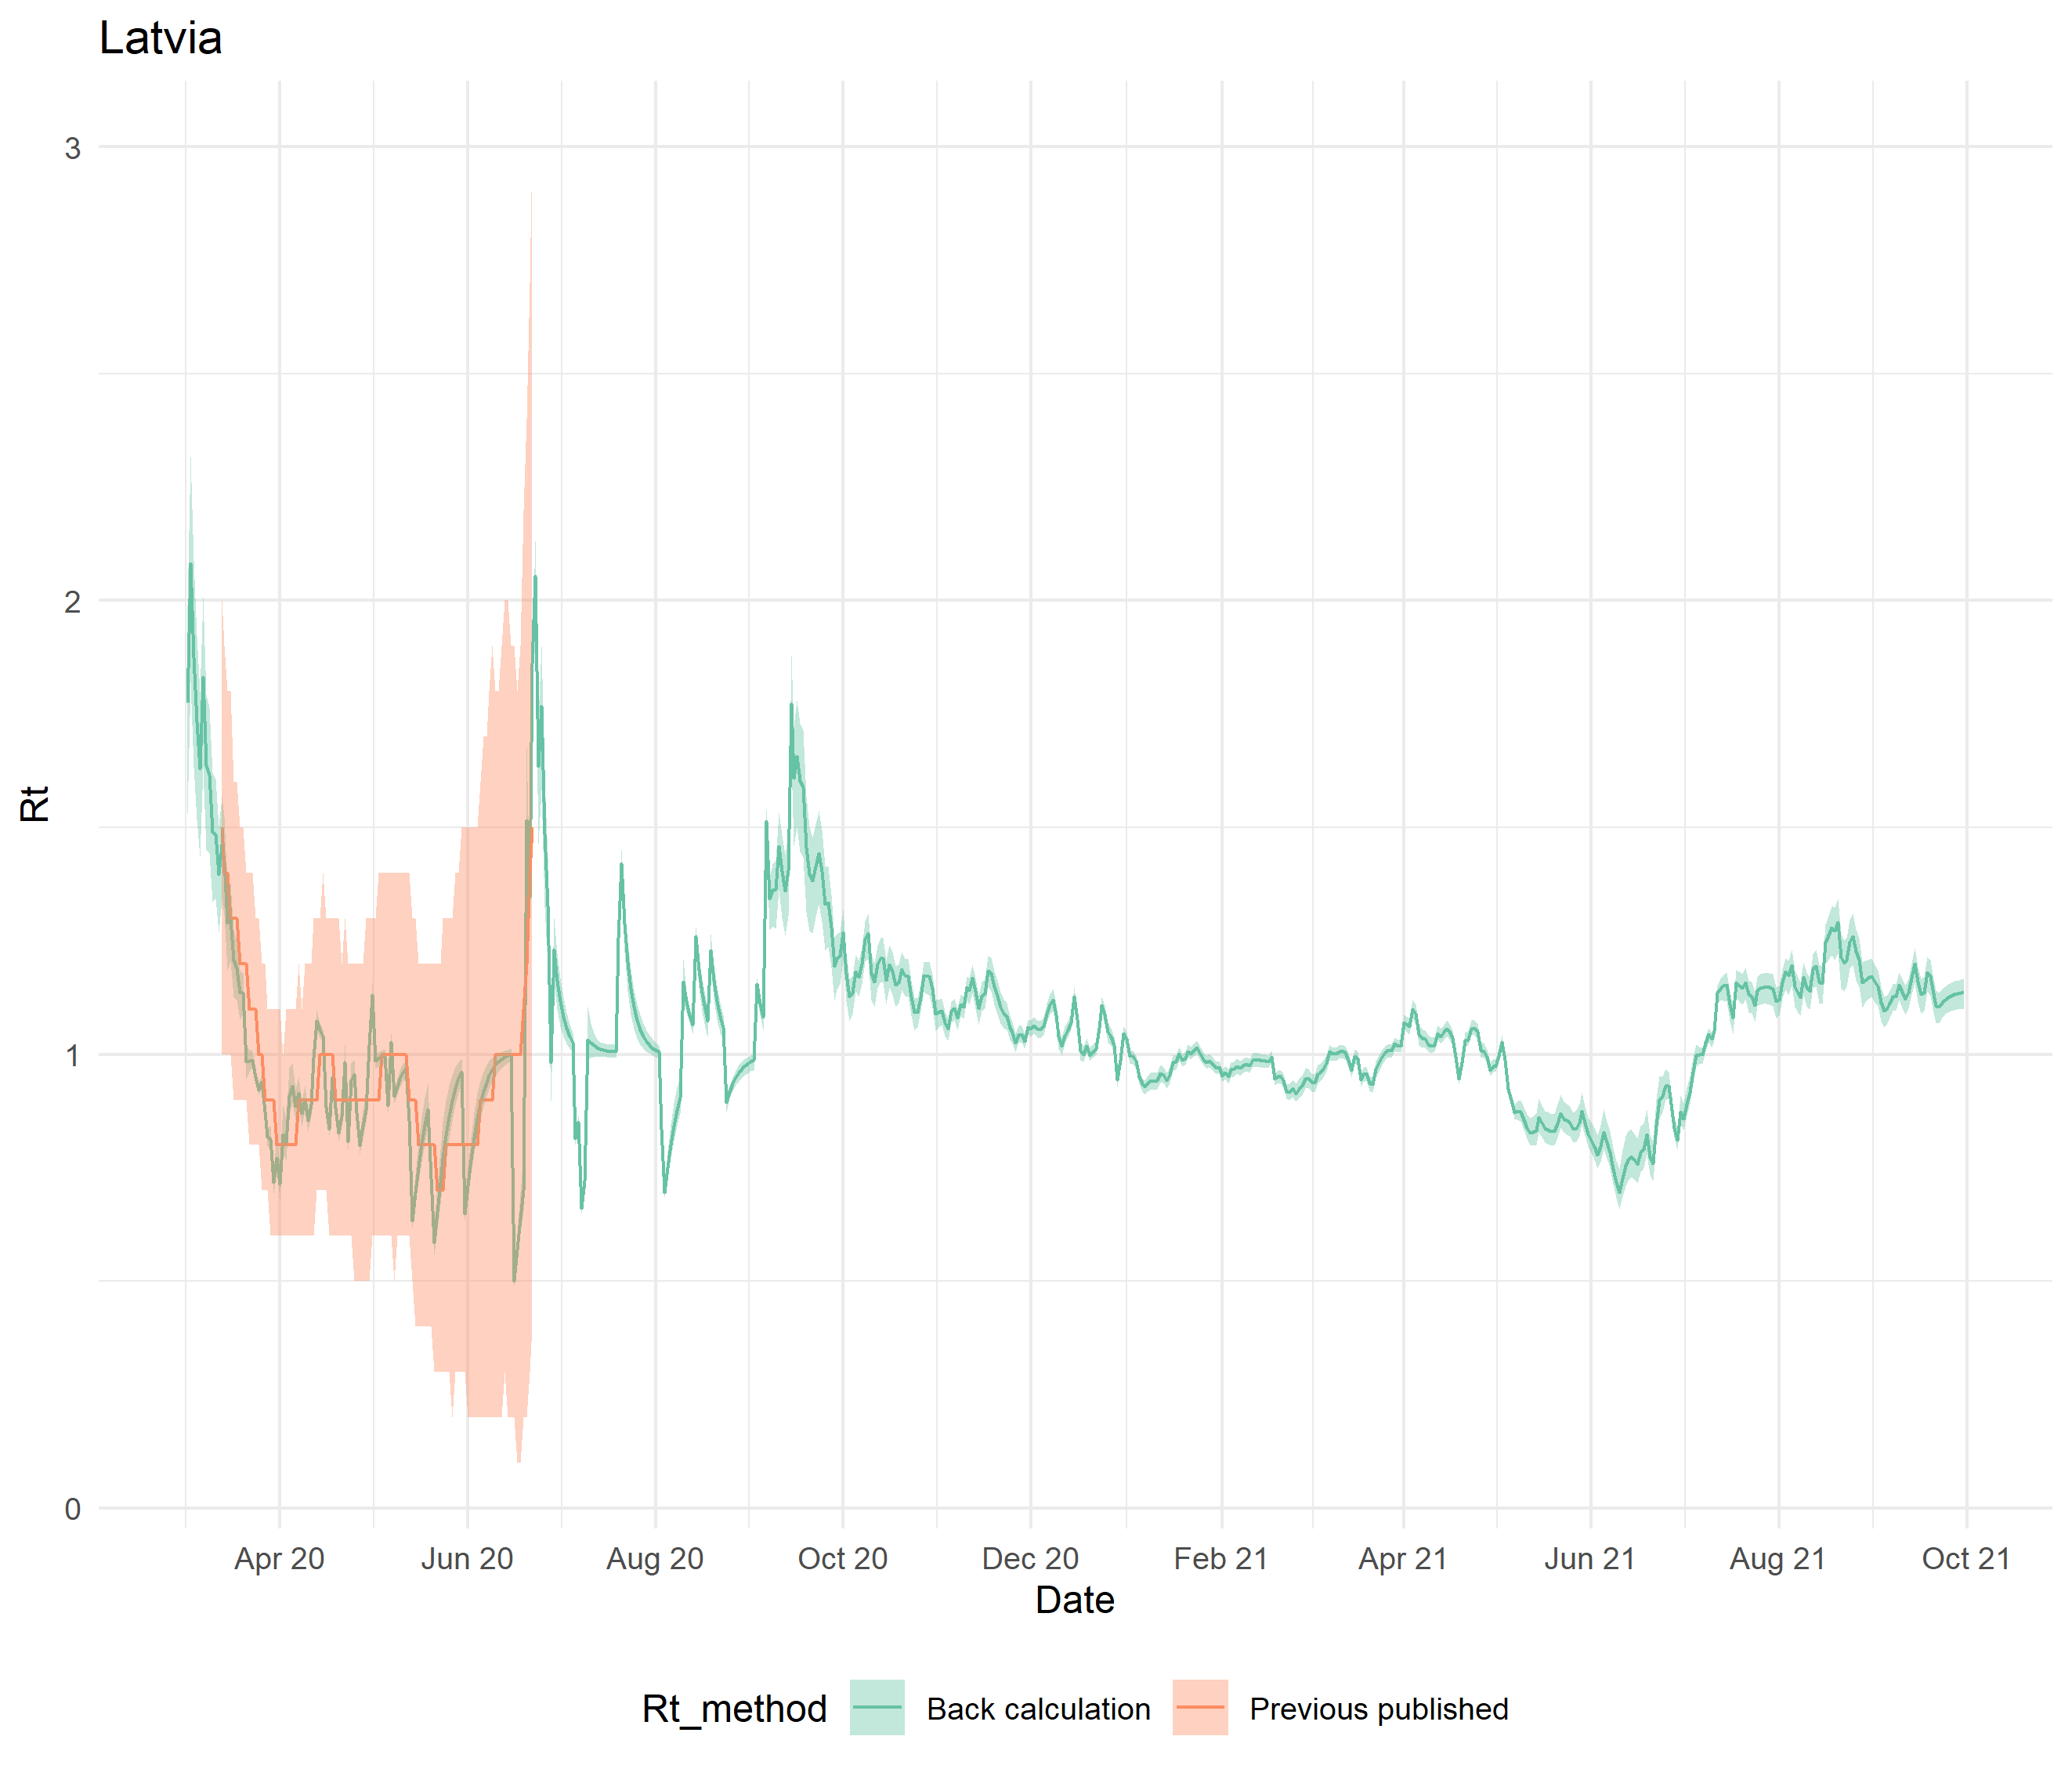 Latvia
3
2
1
0
Rt
Apr 20 Jun 20 Aug 20 Oct 20 Dec 20 Feb 21 Apr 21 Jun 21 Aug 21 Oct 21
Date
Rt_method Back calculation Previous published